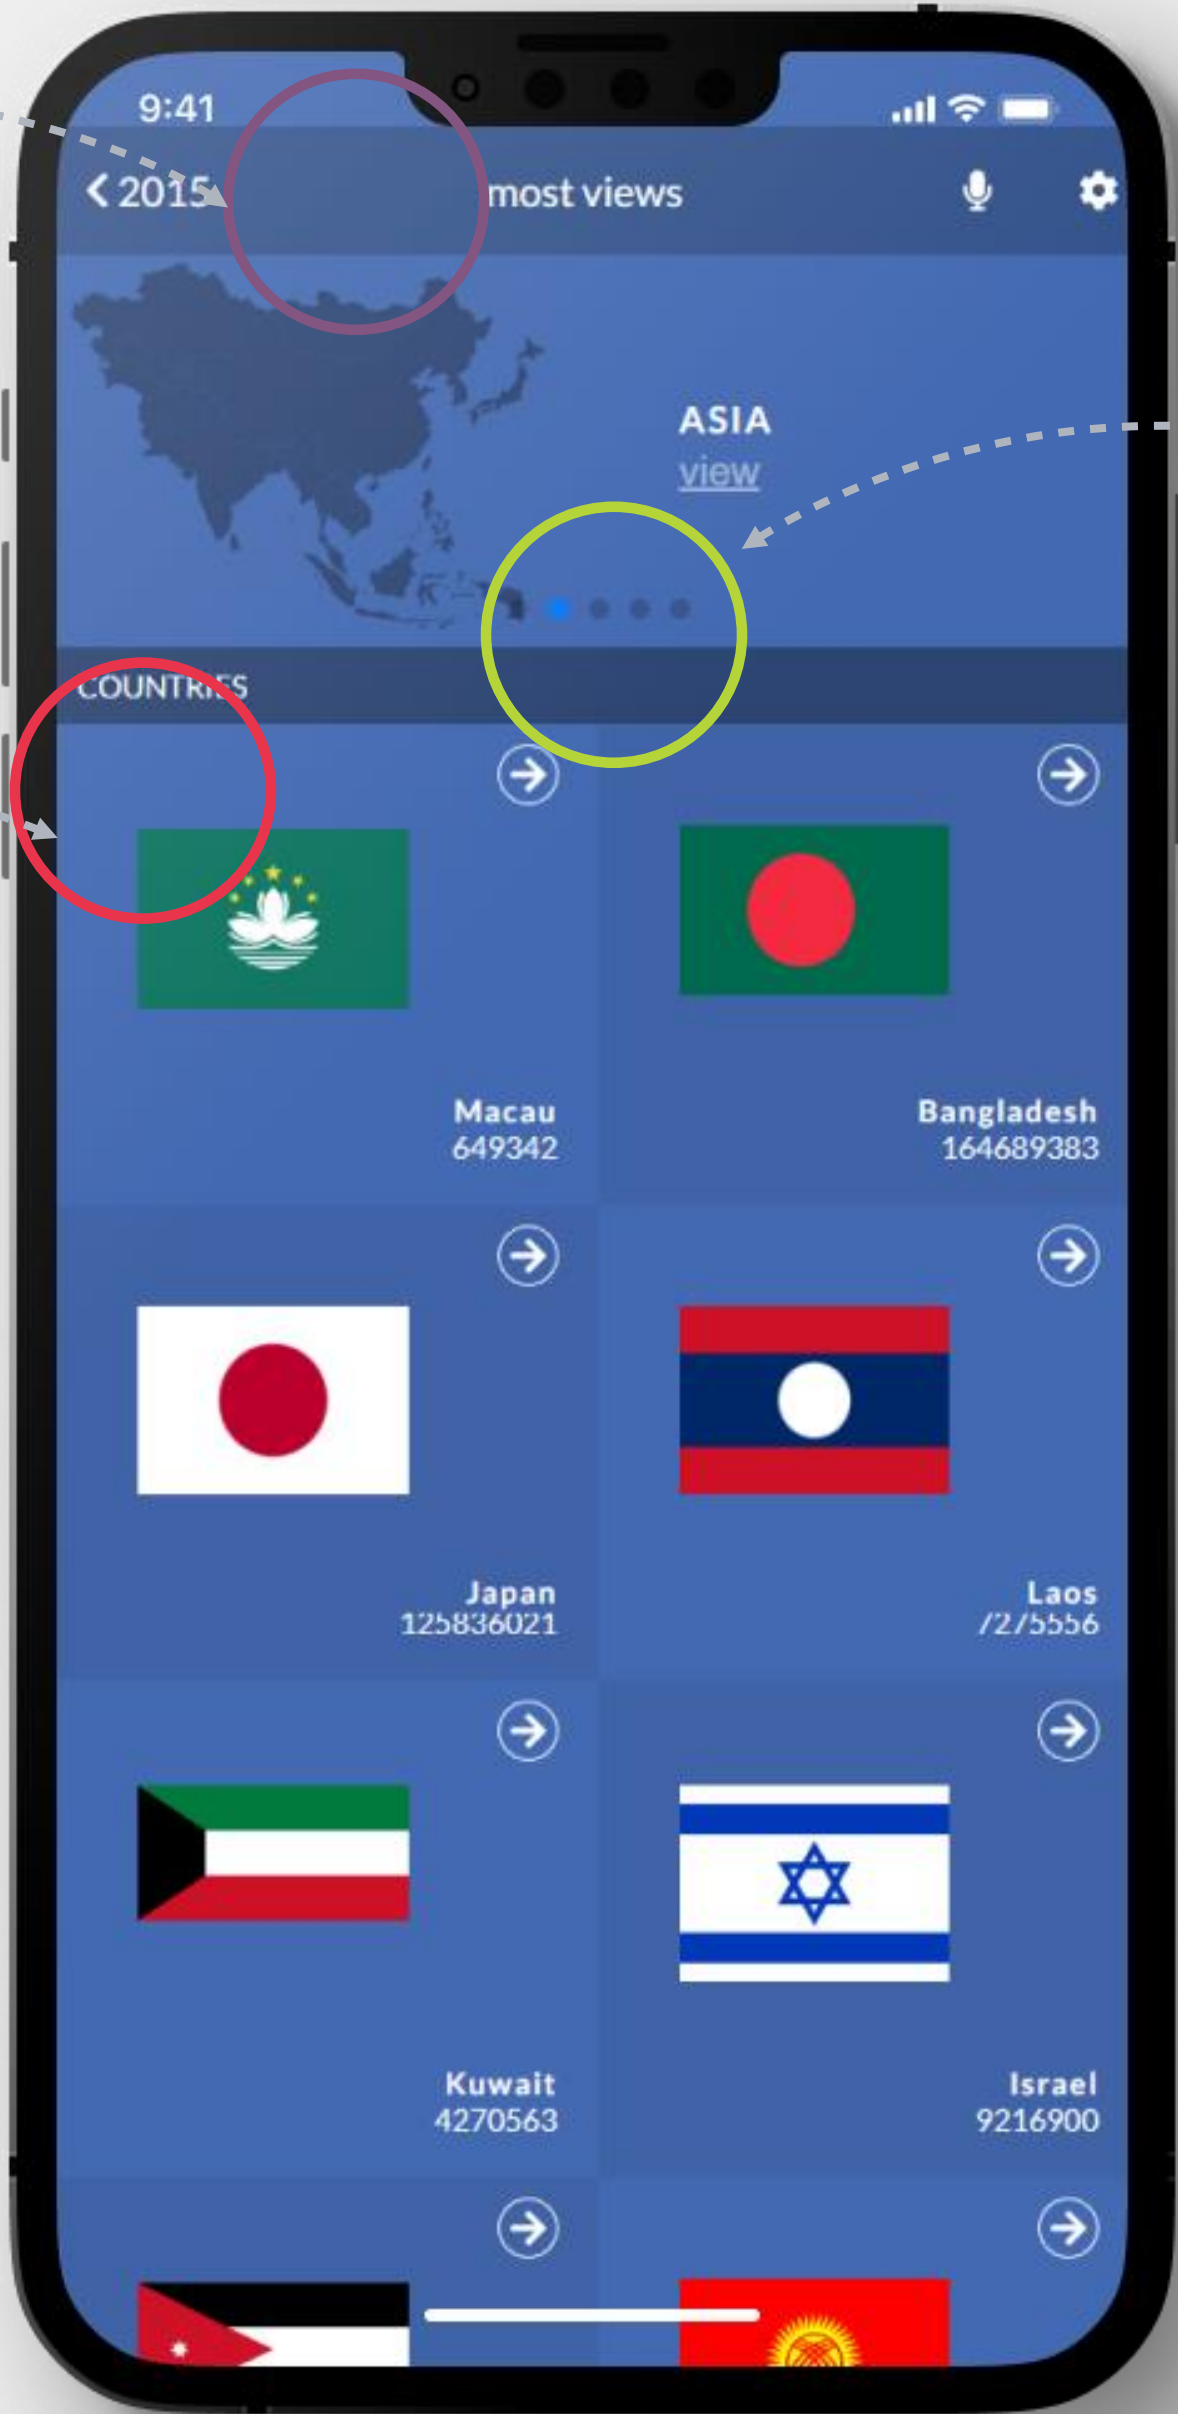 9:41
2015
most views
ASIA
view
COUNTRIES
Macau
649342
Bangladesh
164689383
Japan
125836021
Laos
7275556
Kuwait
4270563
Israel
9216900